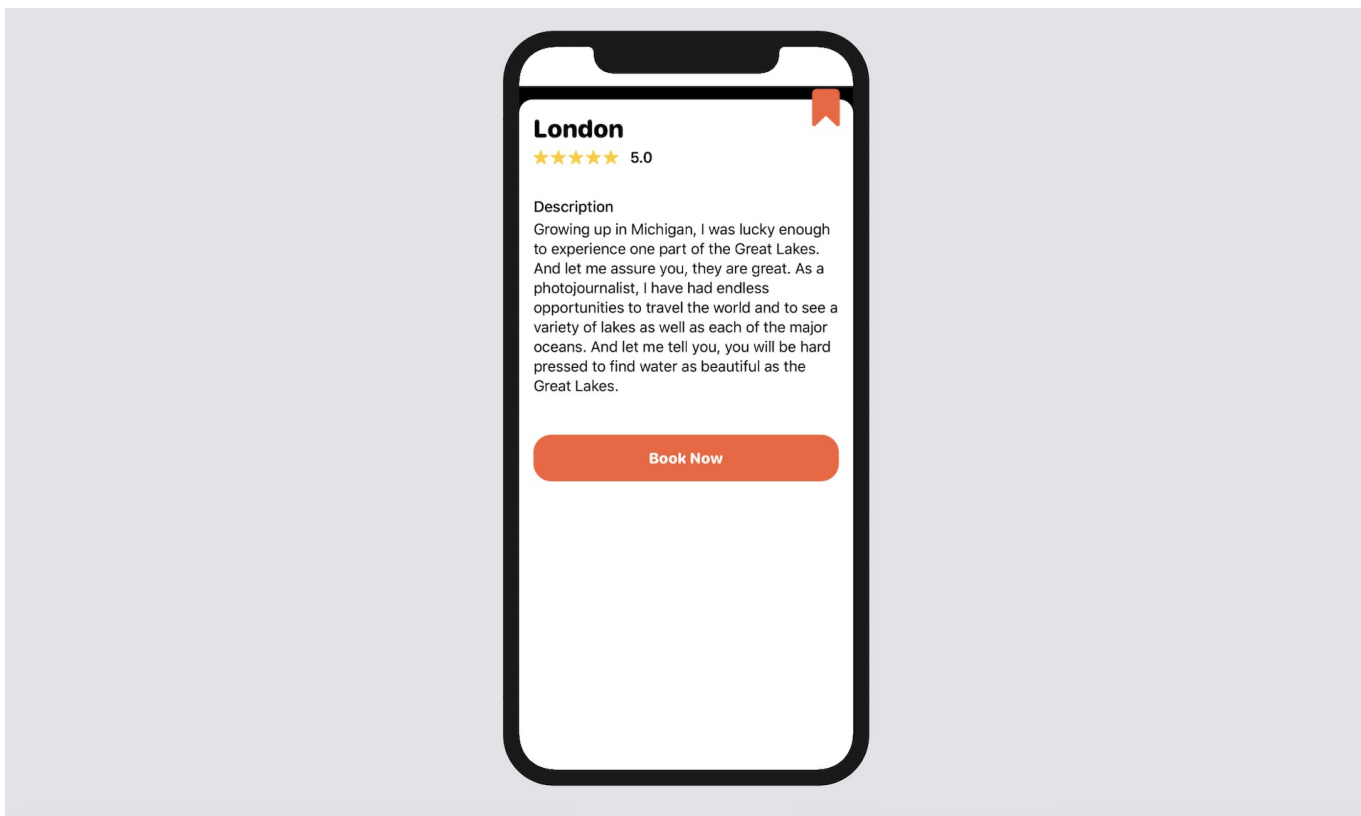 London
5.0
Description
Growing up in Michigan, I was lucky enough
to experience one part of the Great Lakes.
And let me assure you, they are great. As a
photojournalist, I have had endless
opportunities to travel the world and to see a
variety of lakes as well as each of the major
oceans. And let me tell you, you will be hard
pressed to find water as beautiful as the
Great Lakes.
Book Now